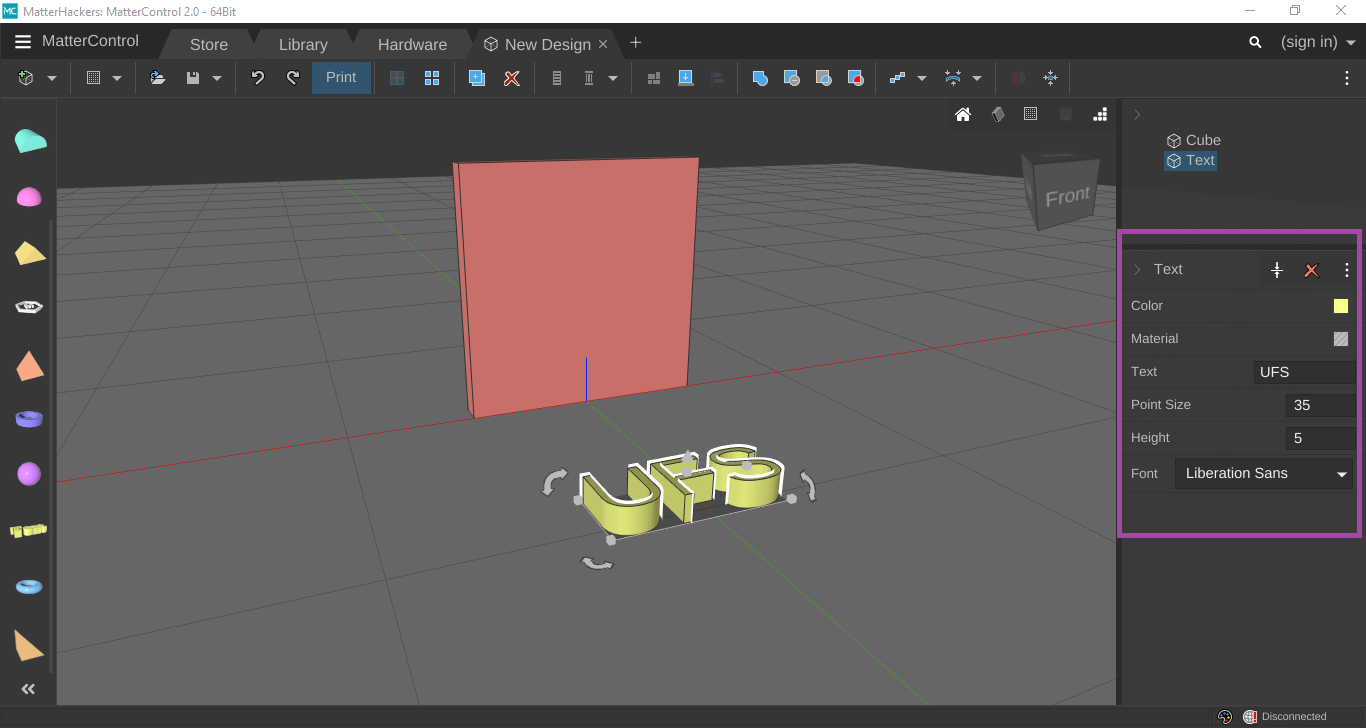 MC MatterHackers: MatterControl 2.0 - 64Bit
MatterControl
Store
Library
Hardware
New Design
(sign in)
Print
Cube
Text
Front
Text
Color
Material
Text UFS
Point Size 35
Height 5
Font Liberation Sans
UFS
Disconnected